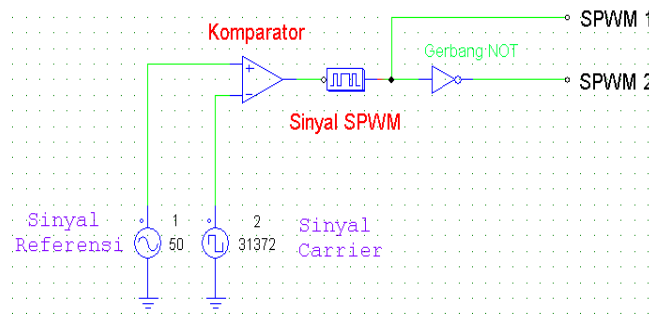 SPWM 1
Komparator
Gerbang NOT
SPWM 2
+
−
Sinyal SPWM
Sinyal
Referensi
1
50
2
31372
Sinyal
Carrier